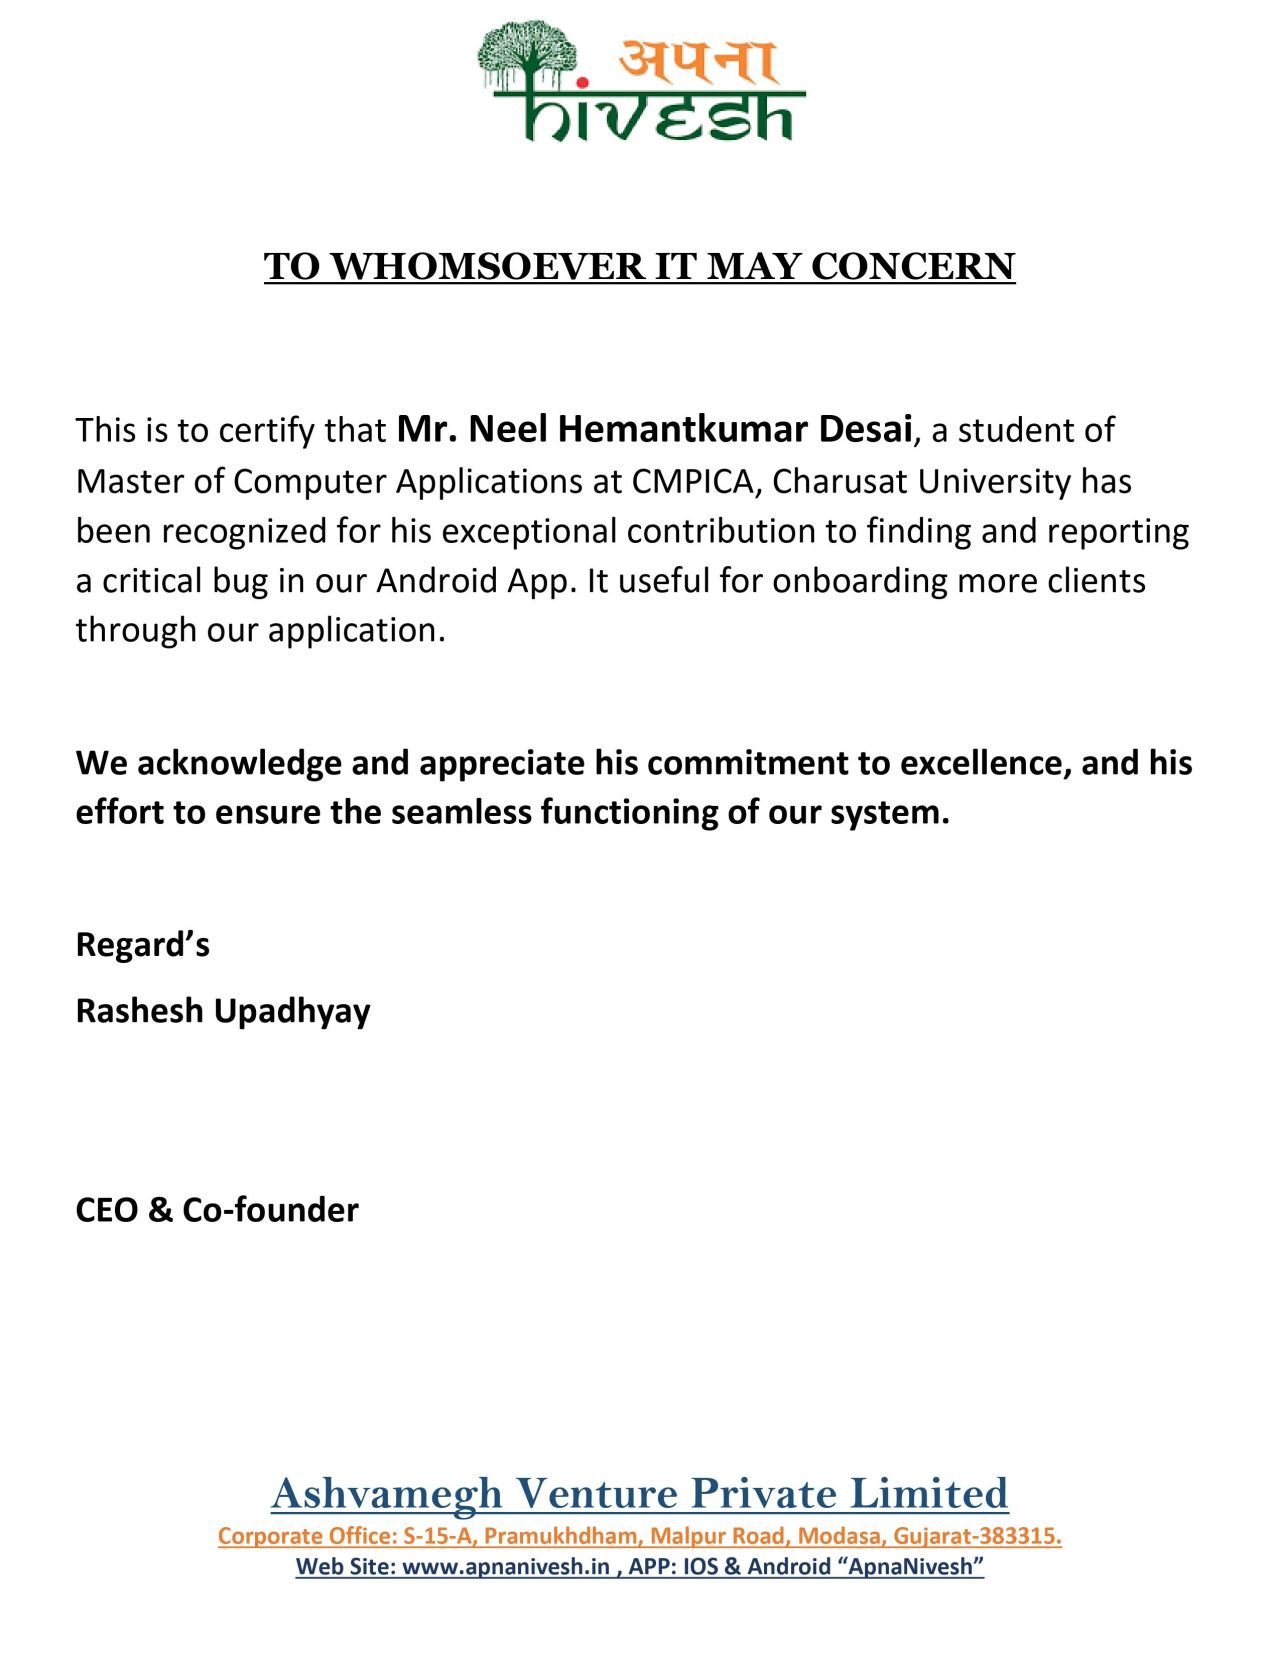 अपना
nivesh
TO WHOMSOEVER IT MAY CONCERN
This is to certify that Mr. Neel Hemantkumar Desai, a student of
Master of Computer Applications at CMPICA, Charusat University has
been recognized for his exceptional contribution to finding and reporting
a critical bug in our Android App. It useful for onboarding more clients
through our application.
We acknowledge and appreciate his commitment to excellence, and his
effort to ensure the seamless functioning of our system.
Regard’s
Rashesh Upadhyay
CEO & Co-founder
Ashvamegh Venture Private Limited
Corporate Office: S-15-A, Pramukhdham, Malpur Road, Modasa, Gujarat-383315.
Web Site: www.apnanivesh.in , APP: IOS & Android “ApnaNivesh”